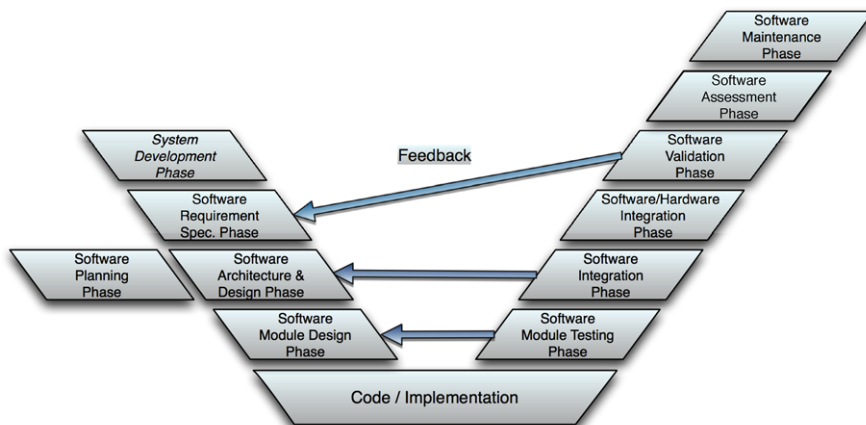 Software
Maintenance
Phase
Software
Assessment
Phase
System
Development
Phase
Feedback
Software
Validation
Phase
Software
Requirement
Spec. Phase
Software/Hardware
Integration
Phase
Software
Planning
Phase
Software
Architecture &
Design Phase
Software
Integration
Phase
Software
Module Design
Phase
Software
Module Testing
Phase
Code / Implementation